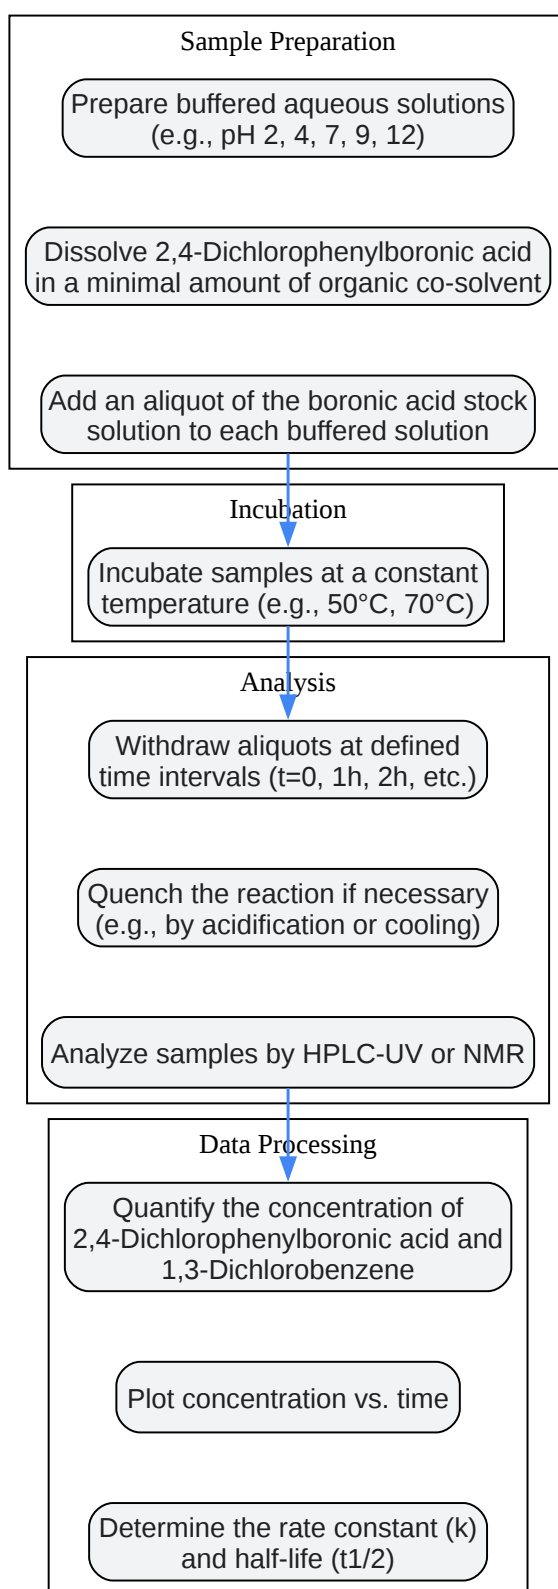 Sample Preparation
Prepare buffered aqueous solutions
(e.g., pH 2, 4, 7, 9, 12)
Dissolve 2,4-Dichlorophenylboronic acid
in a minimal amount of organic co-solvent
Add an aliquot of the boronic acid stock
solution to each buffered solution
Incubation
Incubate samples at a constant
temperature (e.g., 50°C, 70°C)
Analysis
Withdraw aliquots at defined
time intervals (t=0, 1h, 2h, etc.)
Quench the reaction if necessary
(e.g., by acidification or cooling)
Analyze samples by HPLC-UV or NMR
Data Processing
Quantify the concentration of
2,4-Dichlorophenylboronic acid and
1,3-Dichlorobenzene
Plot concentration vs. time
Determine the rate constant (k)
and half-life (t1/2)